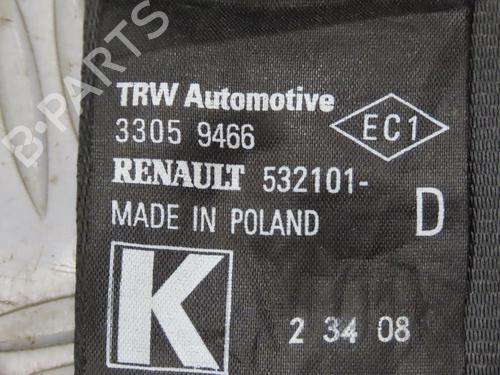 TRW Automotive
3305 9466
EC1
RENAULT 532101-
MADE IN POLAND
D
K
2 34 08
B-PARTS